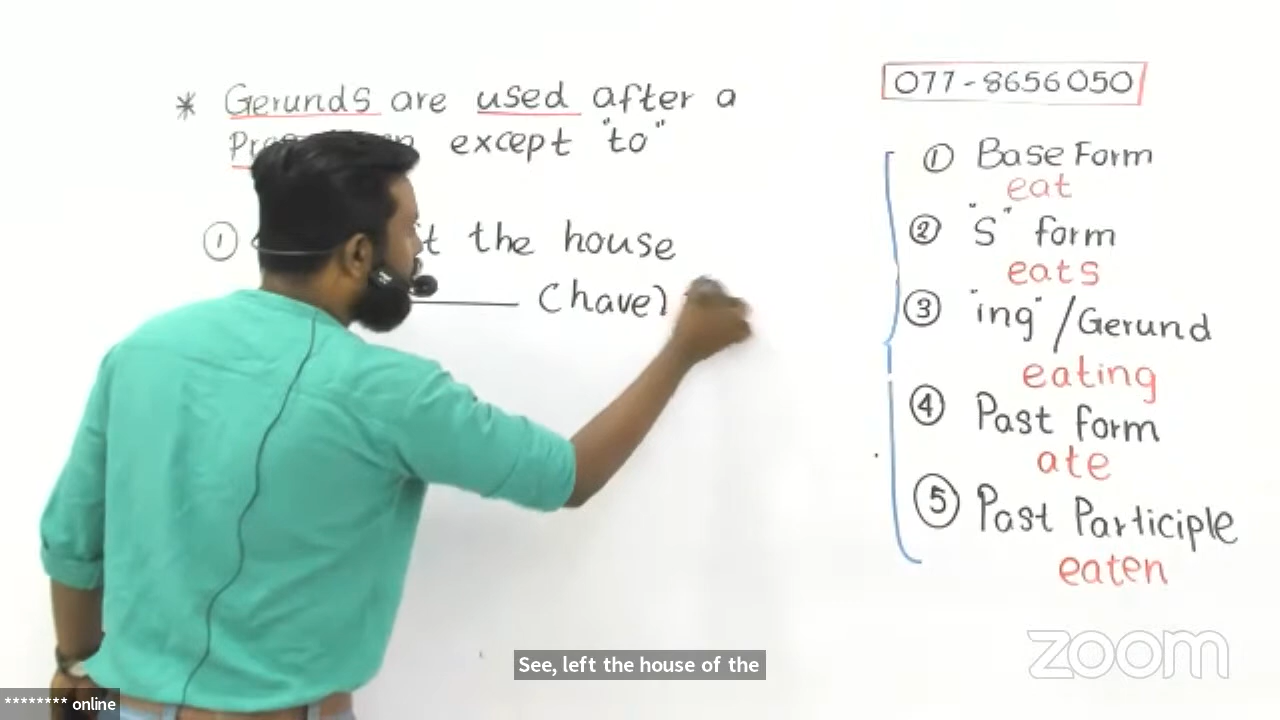 * Gerunds are used after a
except "to"
① the house
(have)
077-8656050
① Base Form
eat
② "S" form
eats
③ "ing"/Gerund
eating
④ Past form
ate
⑤ Past Participle
eaten
zoom
See, left the house of the
******** online